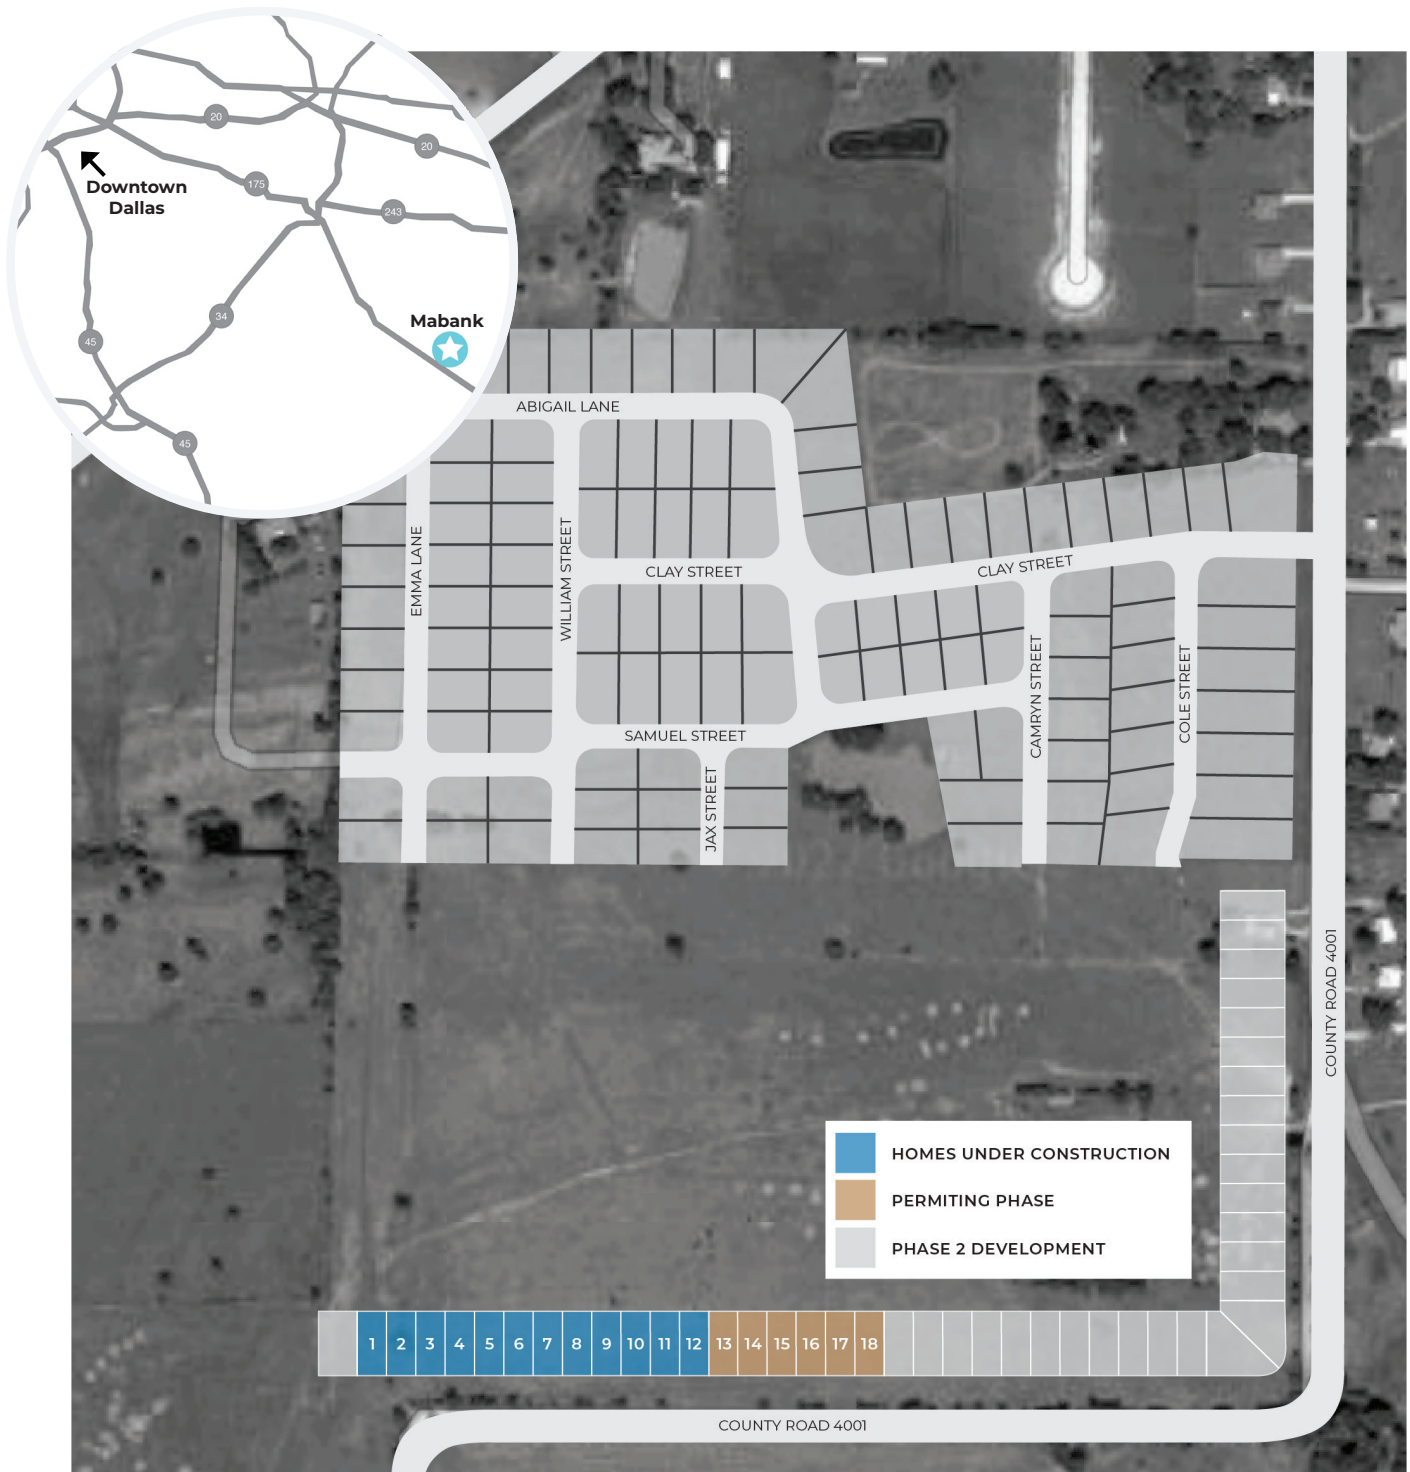 20
20
175
243
Downtown
Dallas
34
45
Mabank
45
ABIGAIL LANE
EMMA LANE
WILLIAM STREET
CLAY STREET
CLAY STREET
SAMUEL STREET
JAX STREET
CAMRYN STREET
COLE STREET
COUNTY ROAD 4001
HOMES UNDER CONSTRUCTION
PERMITING PHASE
PHASE 2 DEVELOPMENT
1 2 3 4 5 6 7 8 9 10 11 12 13 14 15 16 17 18
COUNTY ROAD 4001